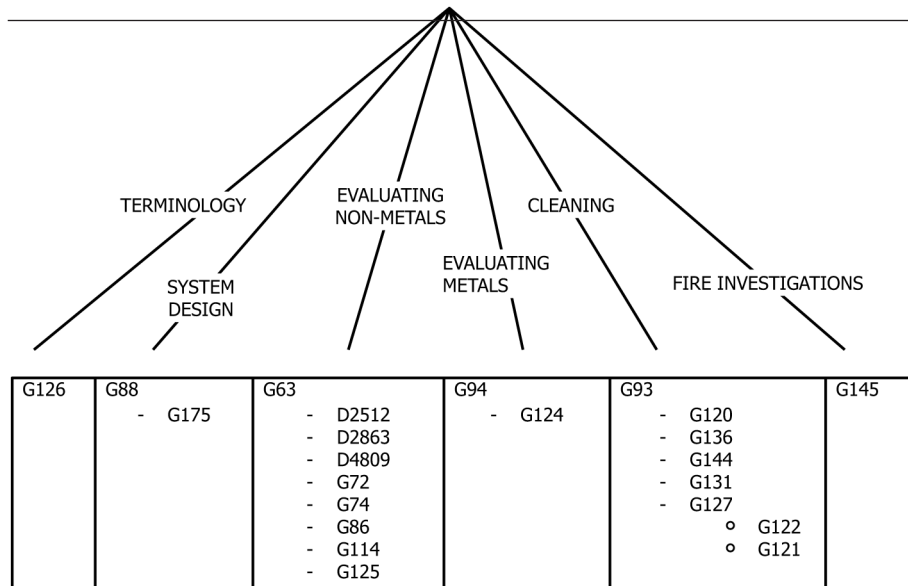 TERMINOLOGY
SYSTEM
DESIGN
EVALUATING
NON-METALS
EVALUATING
METALS
CLEANING
FIRE INVESTIGATIONS
G126
G88
- G175
G63
- D2512
- D2863
- D4809
- G72
- G74
- G86
- G114
- G125
G94
- G124
G93
- G120
- G136
- G144
- G131
- G127
o G122
o G121
G145